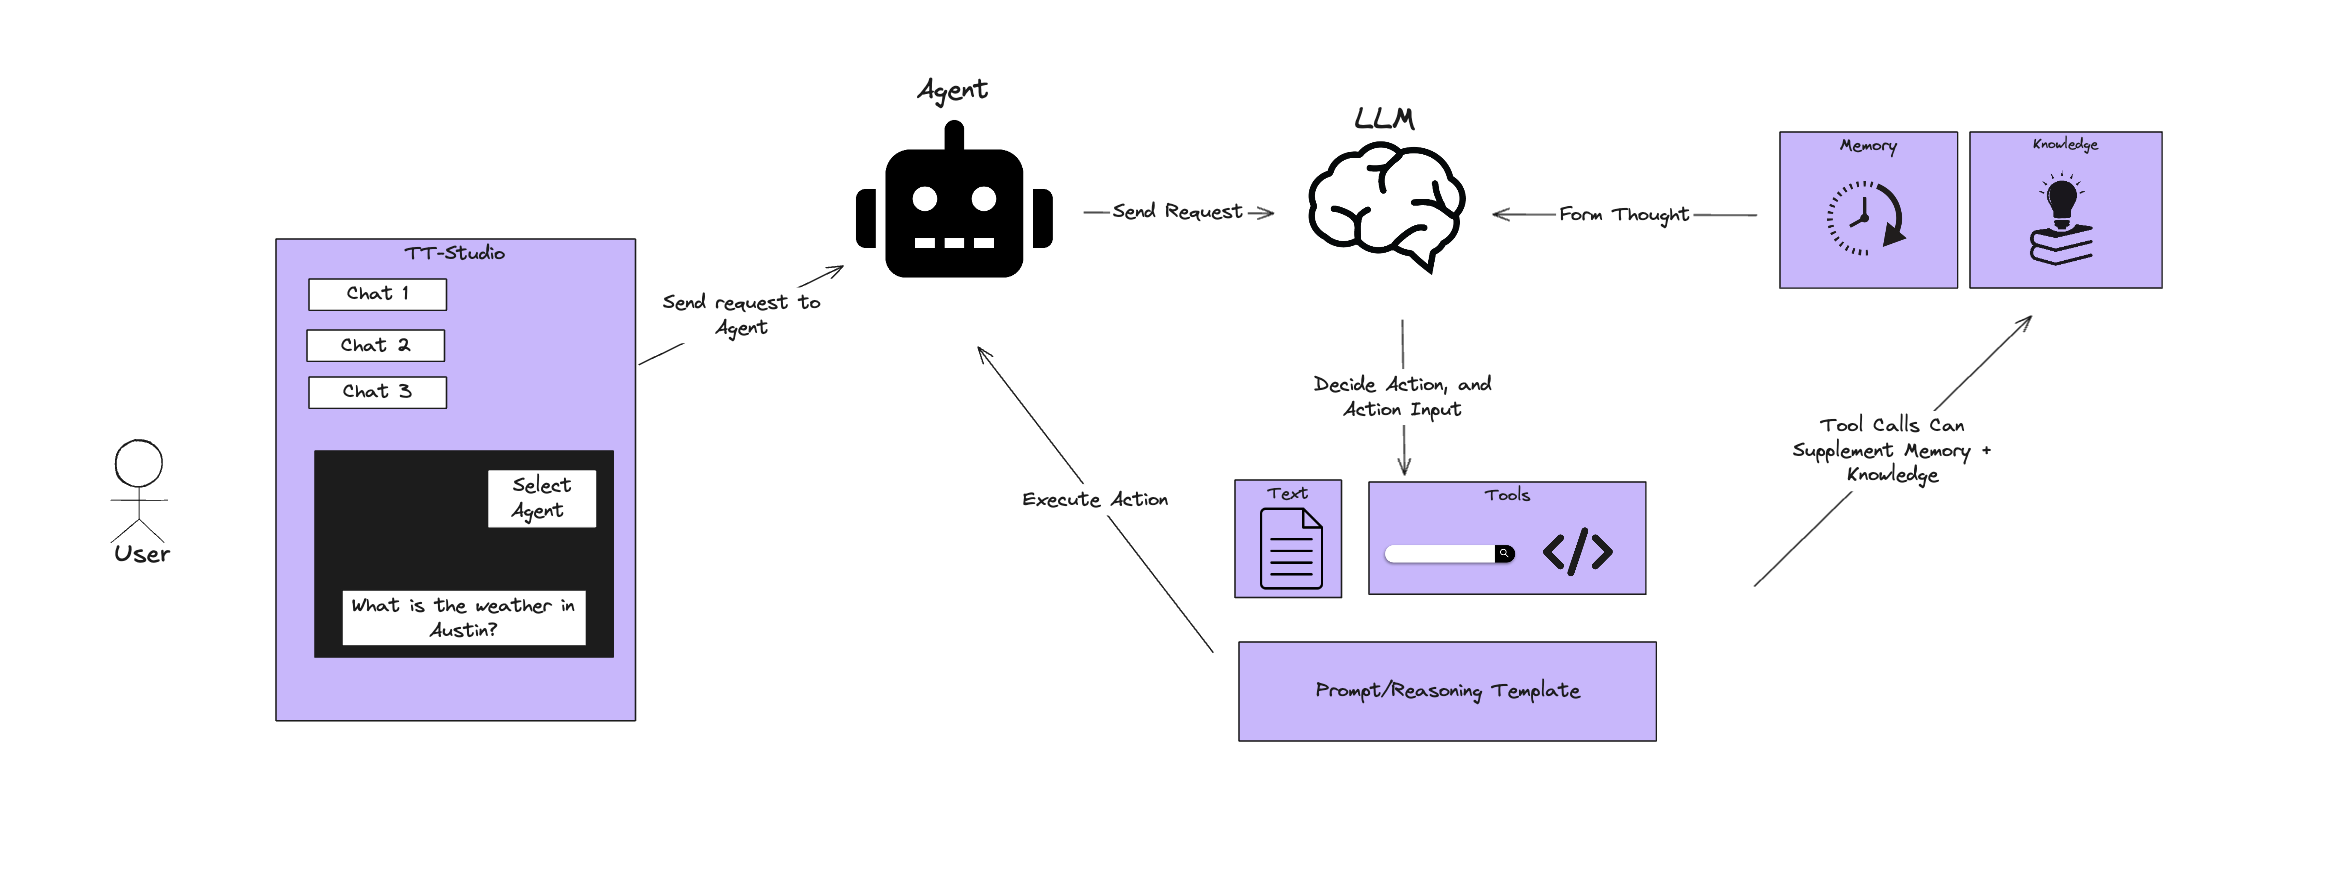 Agent
LLM
Memory
Knowledge
Send Request
Form Thought
TT-Studio
Chat 1
Chat 2
Chat 3
Send request to
Agent
Decide Action, and
Action Input
Tool Calls Can
Supplement Memory +
Knowledge
Select
Agent
Execute Action
Text
Tools
User
What is the weather in
Austin?
Prompt/Reasoning Template